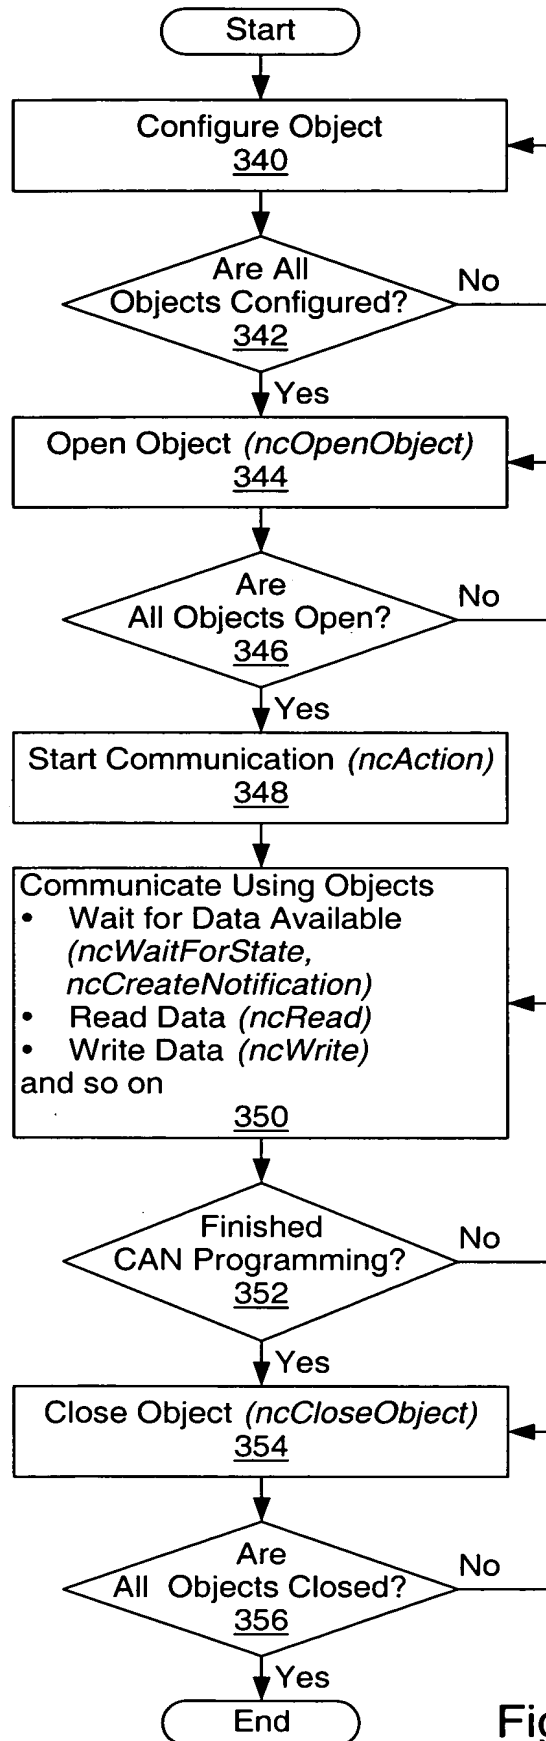 Start
Configure Object
340
Are All
Objects Configured?
342
No
Yes
Open Object (ncOpenObject)
344
Are
All Objects Open?
346
No
Yes
Start Communication (ncAction)
348
Communicate Using Objects
• Wait for Data Available
(ncWaitForState,
ncCreateNotification)
• Read Data (ncRead)
• Write Data (ncWrite)
and so on
350
Finished
CAN Programming?
352
No
Yes
Close Object (ncCloseObject)
354
Are
All Objects Closed?
356
No
Yes
End